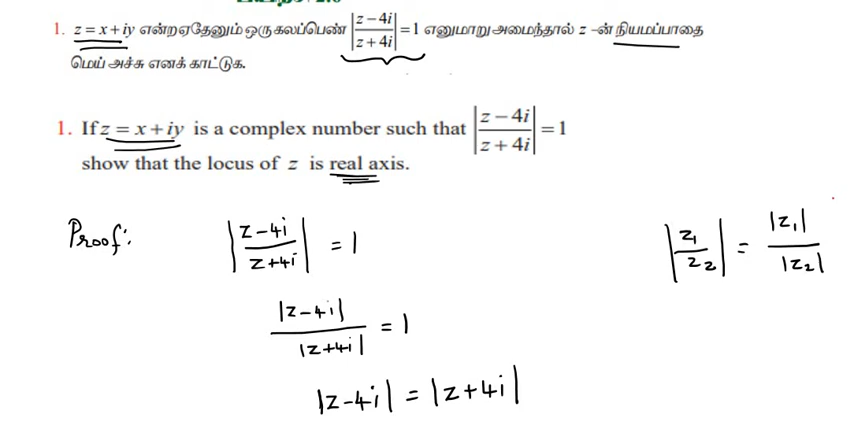 1. z = x + iy என்றஏதேனும் ஒரு கலப்பெண் |z − 4i / z + 4i| = 1 எனுமாறு அமைந்தால் z -ன் நியமப்பாதை
மெய் அச்சு எனக் காட்டுக.
1. If z = x + iy is a complex number such that |z − 4i / z + 4i| = 1
show that the locus of z is real axis.
Proof: |z-4i / z+4i| = 1
|z₁ / z₂| = |z₁| / |z₂|
|z-4i| / |z+4i| = 1
|z-4i| = |z+4i|